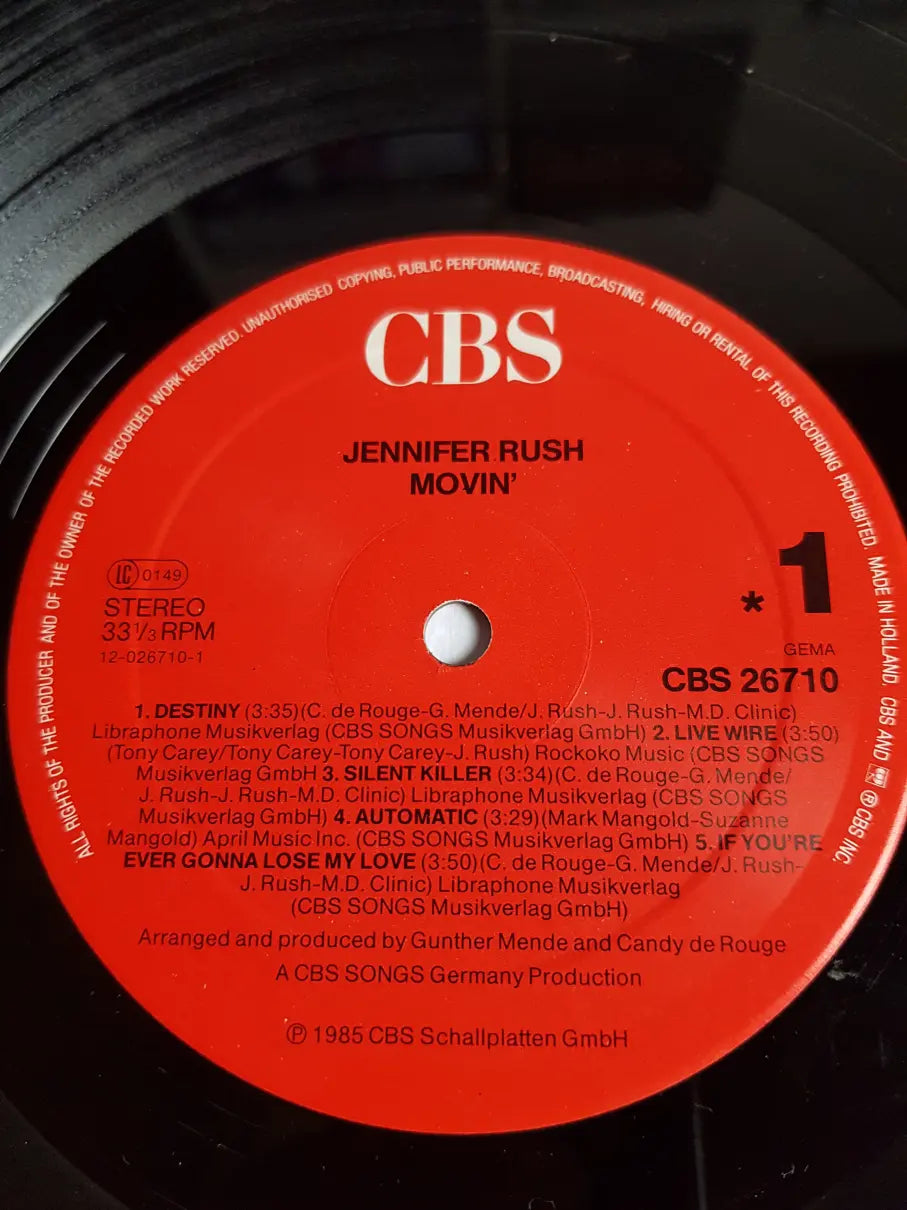 ALL RIGHTS OF THE PRODUCER AND OF THE OWNER OF THE RECORDED WORK RESERVED. UNAUTHORISED COPYING, PUBLIC PERFORMANCE, BROADCASTING, HIRING OR RENTAL OF THIS RECORDING PROHIBITED. MADE IN HOLLAND. CBS AND ℗ CBS INC.
CBS
JENNIFER RUSH
MOVIN'
LC 0149
STEREO
33 1/3 RPM
12-026710-1
* 1
GEMA
CBS 26710
1. DESTINY (3:35)(C. de Rouge-G. Mende/J. Rush-J. Rush-M.D. Clinic)
Libraphone Musikverlag (CBS SONGS Musikverlag GmbH) 2. LIVE WIRE (3:50)
(Tony Carey/Tony Carey-Tony Carey-J. Rush) Rockoko Music (CBS SONGS
Musikverlag GmbH 3. SILENT KILLER (3:34)(C. de Rouge-G. Mende/
J. Rush-J. Rush-M.D. Clinic) Libraphone Musikverlag (CBS SONGS
Musikverlag GmbH) 4. AUTOMATIC (3:29)(Mark Mangold-Suzanne
Mangold) April Music Inc. (CBS SONGS Musikverlag GmbH) 5. IF YOU'RE
EVER GONNA LOSE MY LOVE (3:50)(C. de Rouge-G. Mende/J. Rush-
J. Rush-M.D. Clinic) Libraphone Musikverlag
(CBS SONGS Musikverlag GmbH)
Arranged and produced by Gunther Mende and Candy de Rouge
A CBS SONGS Germany Production
℗ 1985 CBS Schallplatten GmbH